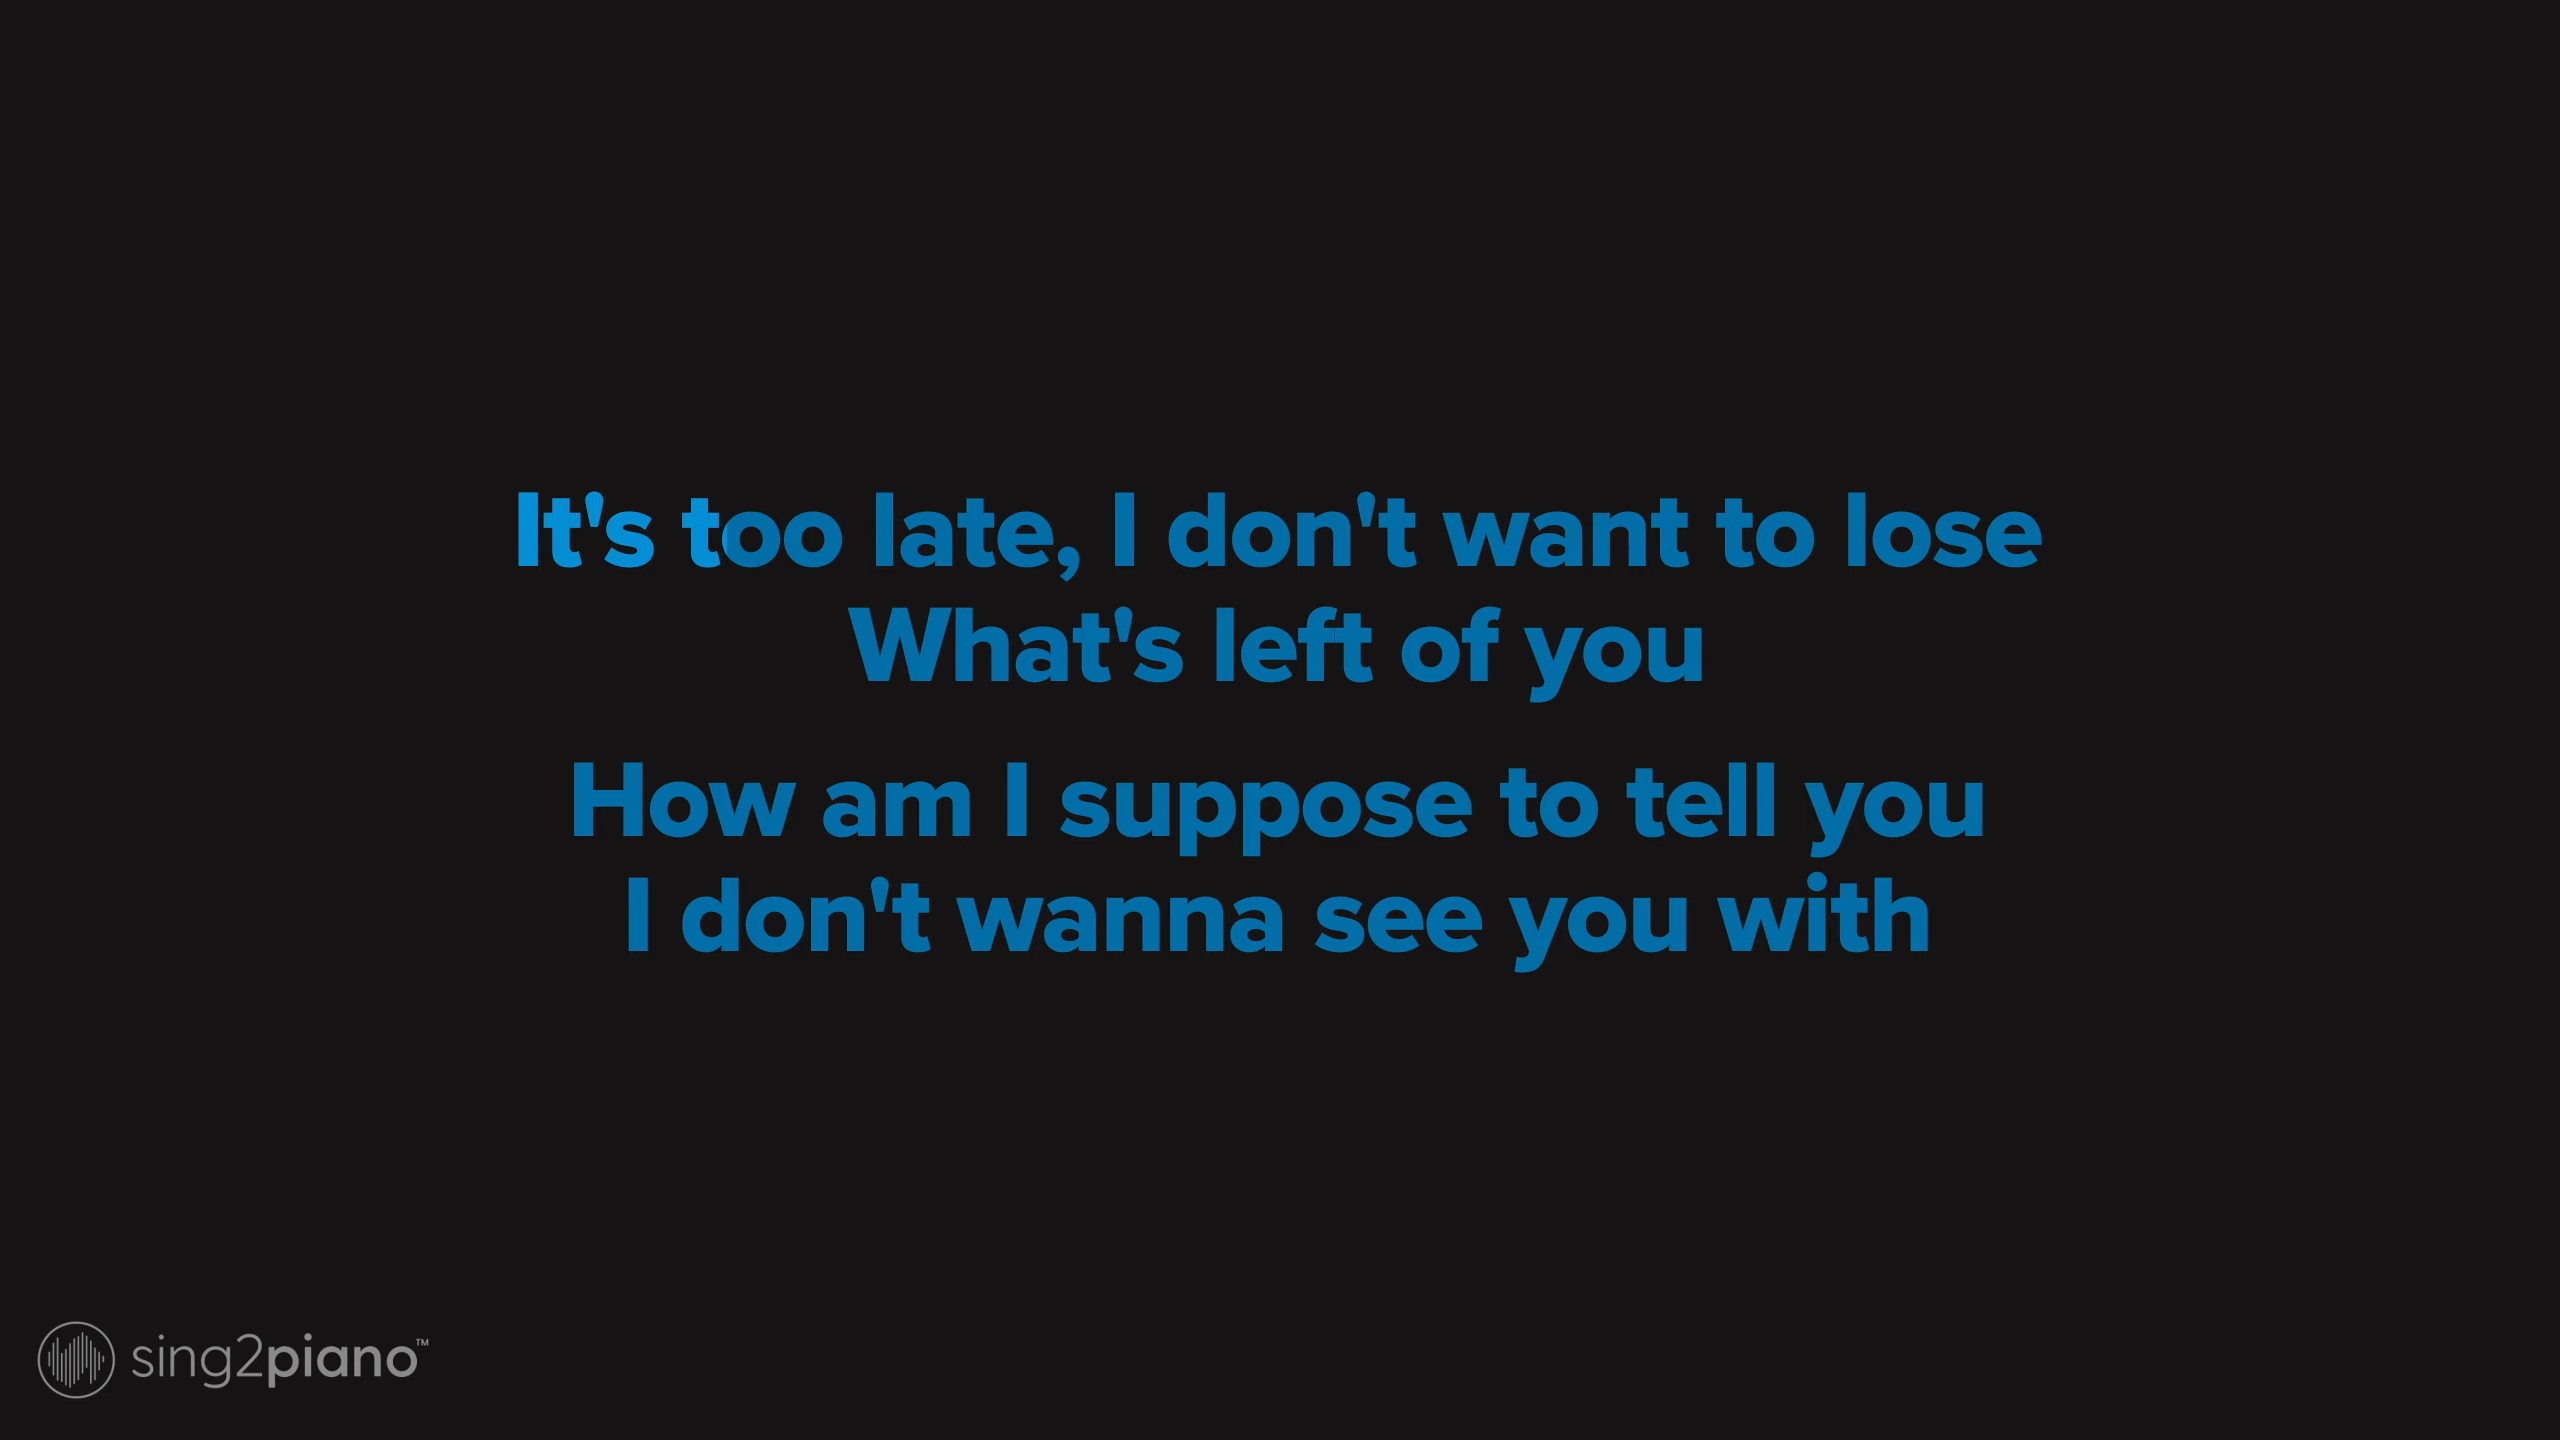 It's too late, I don't want to lose
What's left of you
How am I suppose to tell you
I don't wanna see you with
sing2piano™